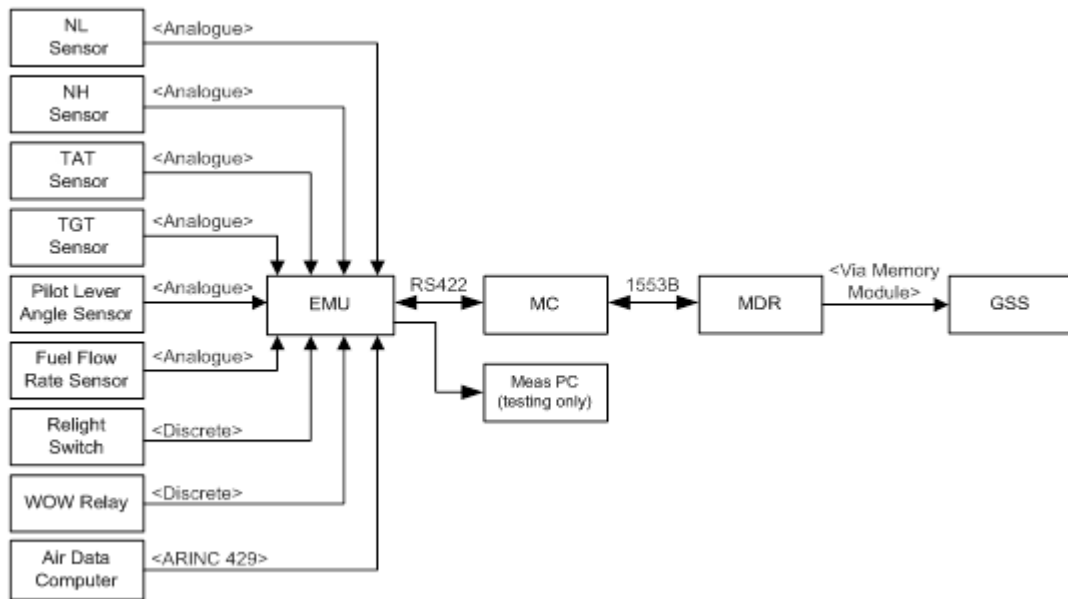 NL
Sensor
<Analogue>
NH
Sensor
<Analogue>
TAT
Sensor
<Analogue>
TGT
Sensor
<Analogue>
Pilot Lever
Angle Sensor
<Analogue>
EMU
RS422
MC
1553B
MDR
<Via Memory
Module>
GSS
Fuel Flow
Rate Sensor
<Analogue>
Meas PC
(testing only)
Relight
Switch
<Discrete>
WOW Relay
<Discrete>
Air Data
Computer
<ARINC 429>